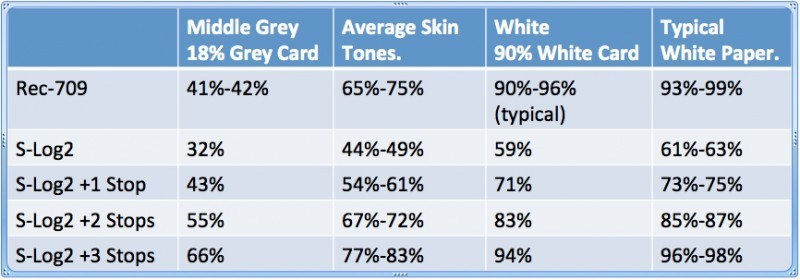 Middle Grey Average Skin White Typical
18% Grey Card Tones. 90% White Card White Paper.
Rec-709 41%-42% 65%-75% 90%-96% 93%-99%
(typical)
S-Log2 32% 44%-49% 59% 61%-63%
S-Log2 +1 Stop 43% 54%-61% 71% 73%-75%
S-Log2 +2 Stops 55% 67%-72% 83% 85%-87%
S-Log2 +3 Stops 66% 77%-83% 94% 96%-98%